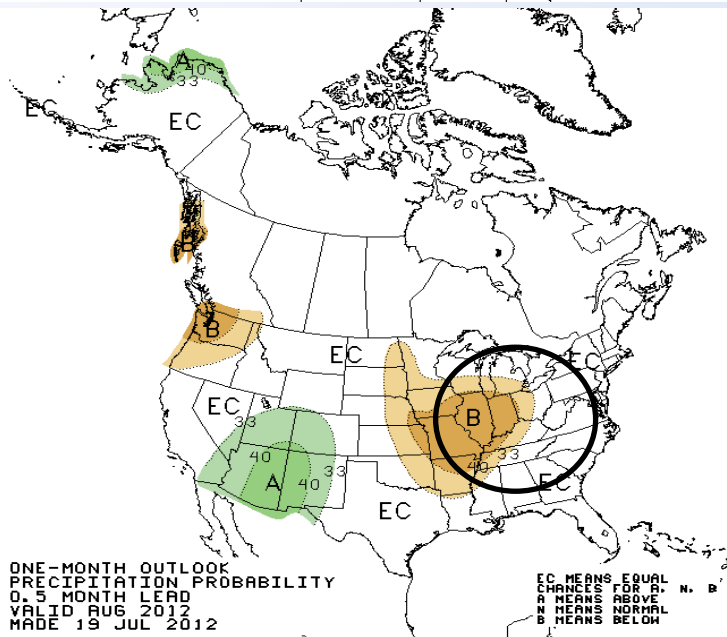 A
40
33
EC
EC
B
B
EC
EC
EC
33
B
40
33
A
40
33
40
EC
EC
ONE-MONTH OUTLOOK
PRECIPITATION PROBABILITY
0.5 MONTH LEAD
VALID AUG 2012
MADE 19 JUL 2012
EC MEANS EQUAL
CHANCES FOR A, N, B
A MEANS ABOVE
N MEANS NORMAL
B MEANS BELOW